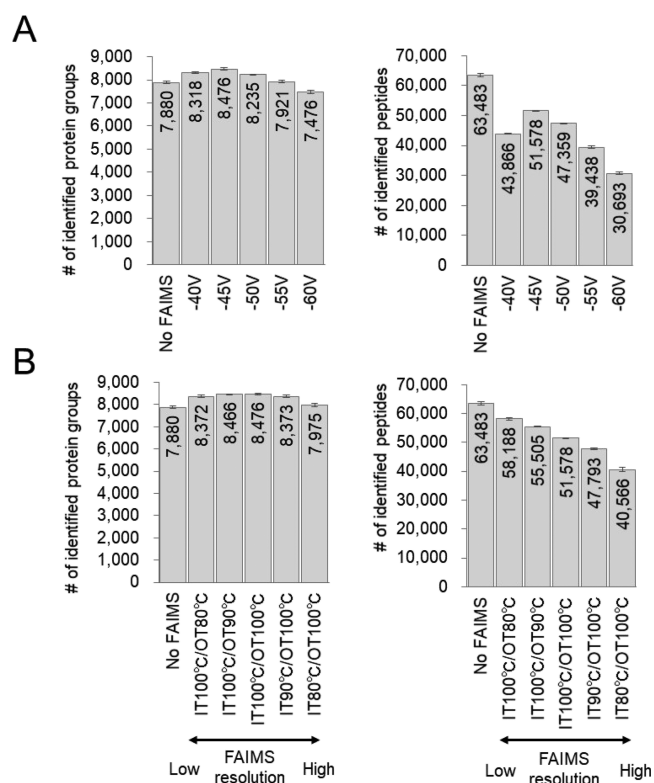 A
# of identified protein groups
9,000
8,000
7,000
6,000
5,000
4,000
3,000
2,000
1,000
0
7,880
8,318
8,476
8,235
7,921
7,476
No FAIMS
-40V
-45V
-50V
-55V
-60V
# of identified peptides
70,000
60,000
50,000
40,000
30,000
20,000
10,000
0
63,483
43,866
51,578
47,359
39,438
30,693
No FAIMS
-40V
-45V
-50V
-55V
-60V
B
# of identified protein groups
9,000
8,000
7,000
6,000
5,000
4,000
3,000
2,000
1,000
0
7,880
8,372
8,466
8,476
8,373
7,975
No FAIMS
IT100℃/OT80℃
IT100℃/OT90℃
IT100℃/OT100℃
IT90℃/OT100℃
IT80℃/OT100℃
Low
FAIMS
resolution
High
# of identified peptides
70,000
60,000
50,000
40,000
30,000
20,000
10,000
0
63,483
58,188
55,505
51,578
47,793
40,566
No FAIMS
IT100℃/OT80℃
IT100℃/OT90℃
IT100℃/OT100℃
IT90℃/OT100℃
IT80℃/OT100℃
Low
FAIMS
resolution
High